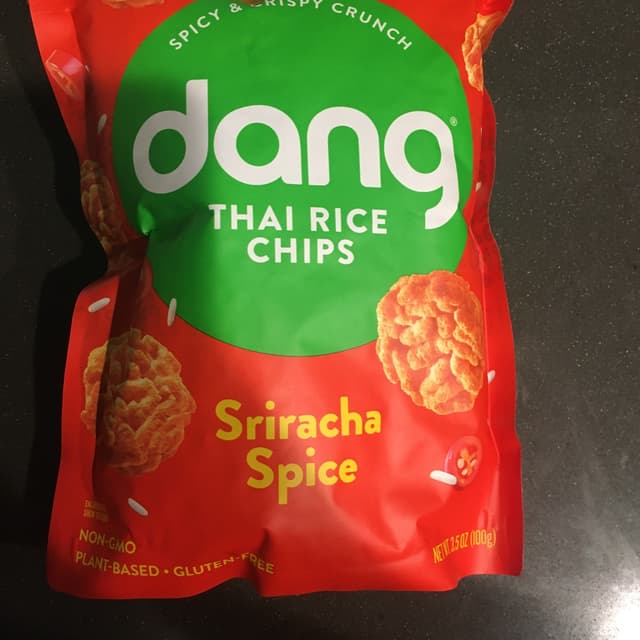 SPICY & CRISPY CRUNCH
dang®
THAI RICE
CHIPS
Sriracha
Spice
NON-GMO
PLANT-BASED • GLUTEN-FREE
NET WT. 3.5 OZ (100g)